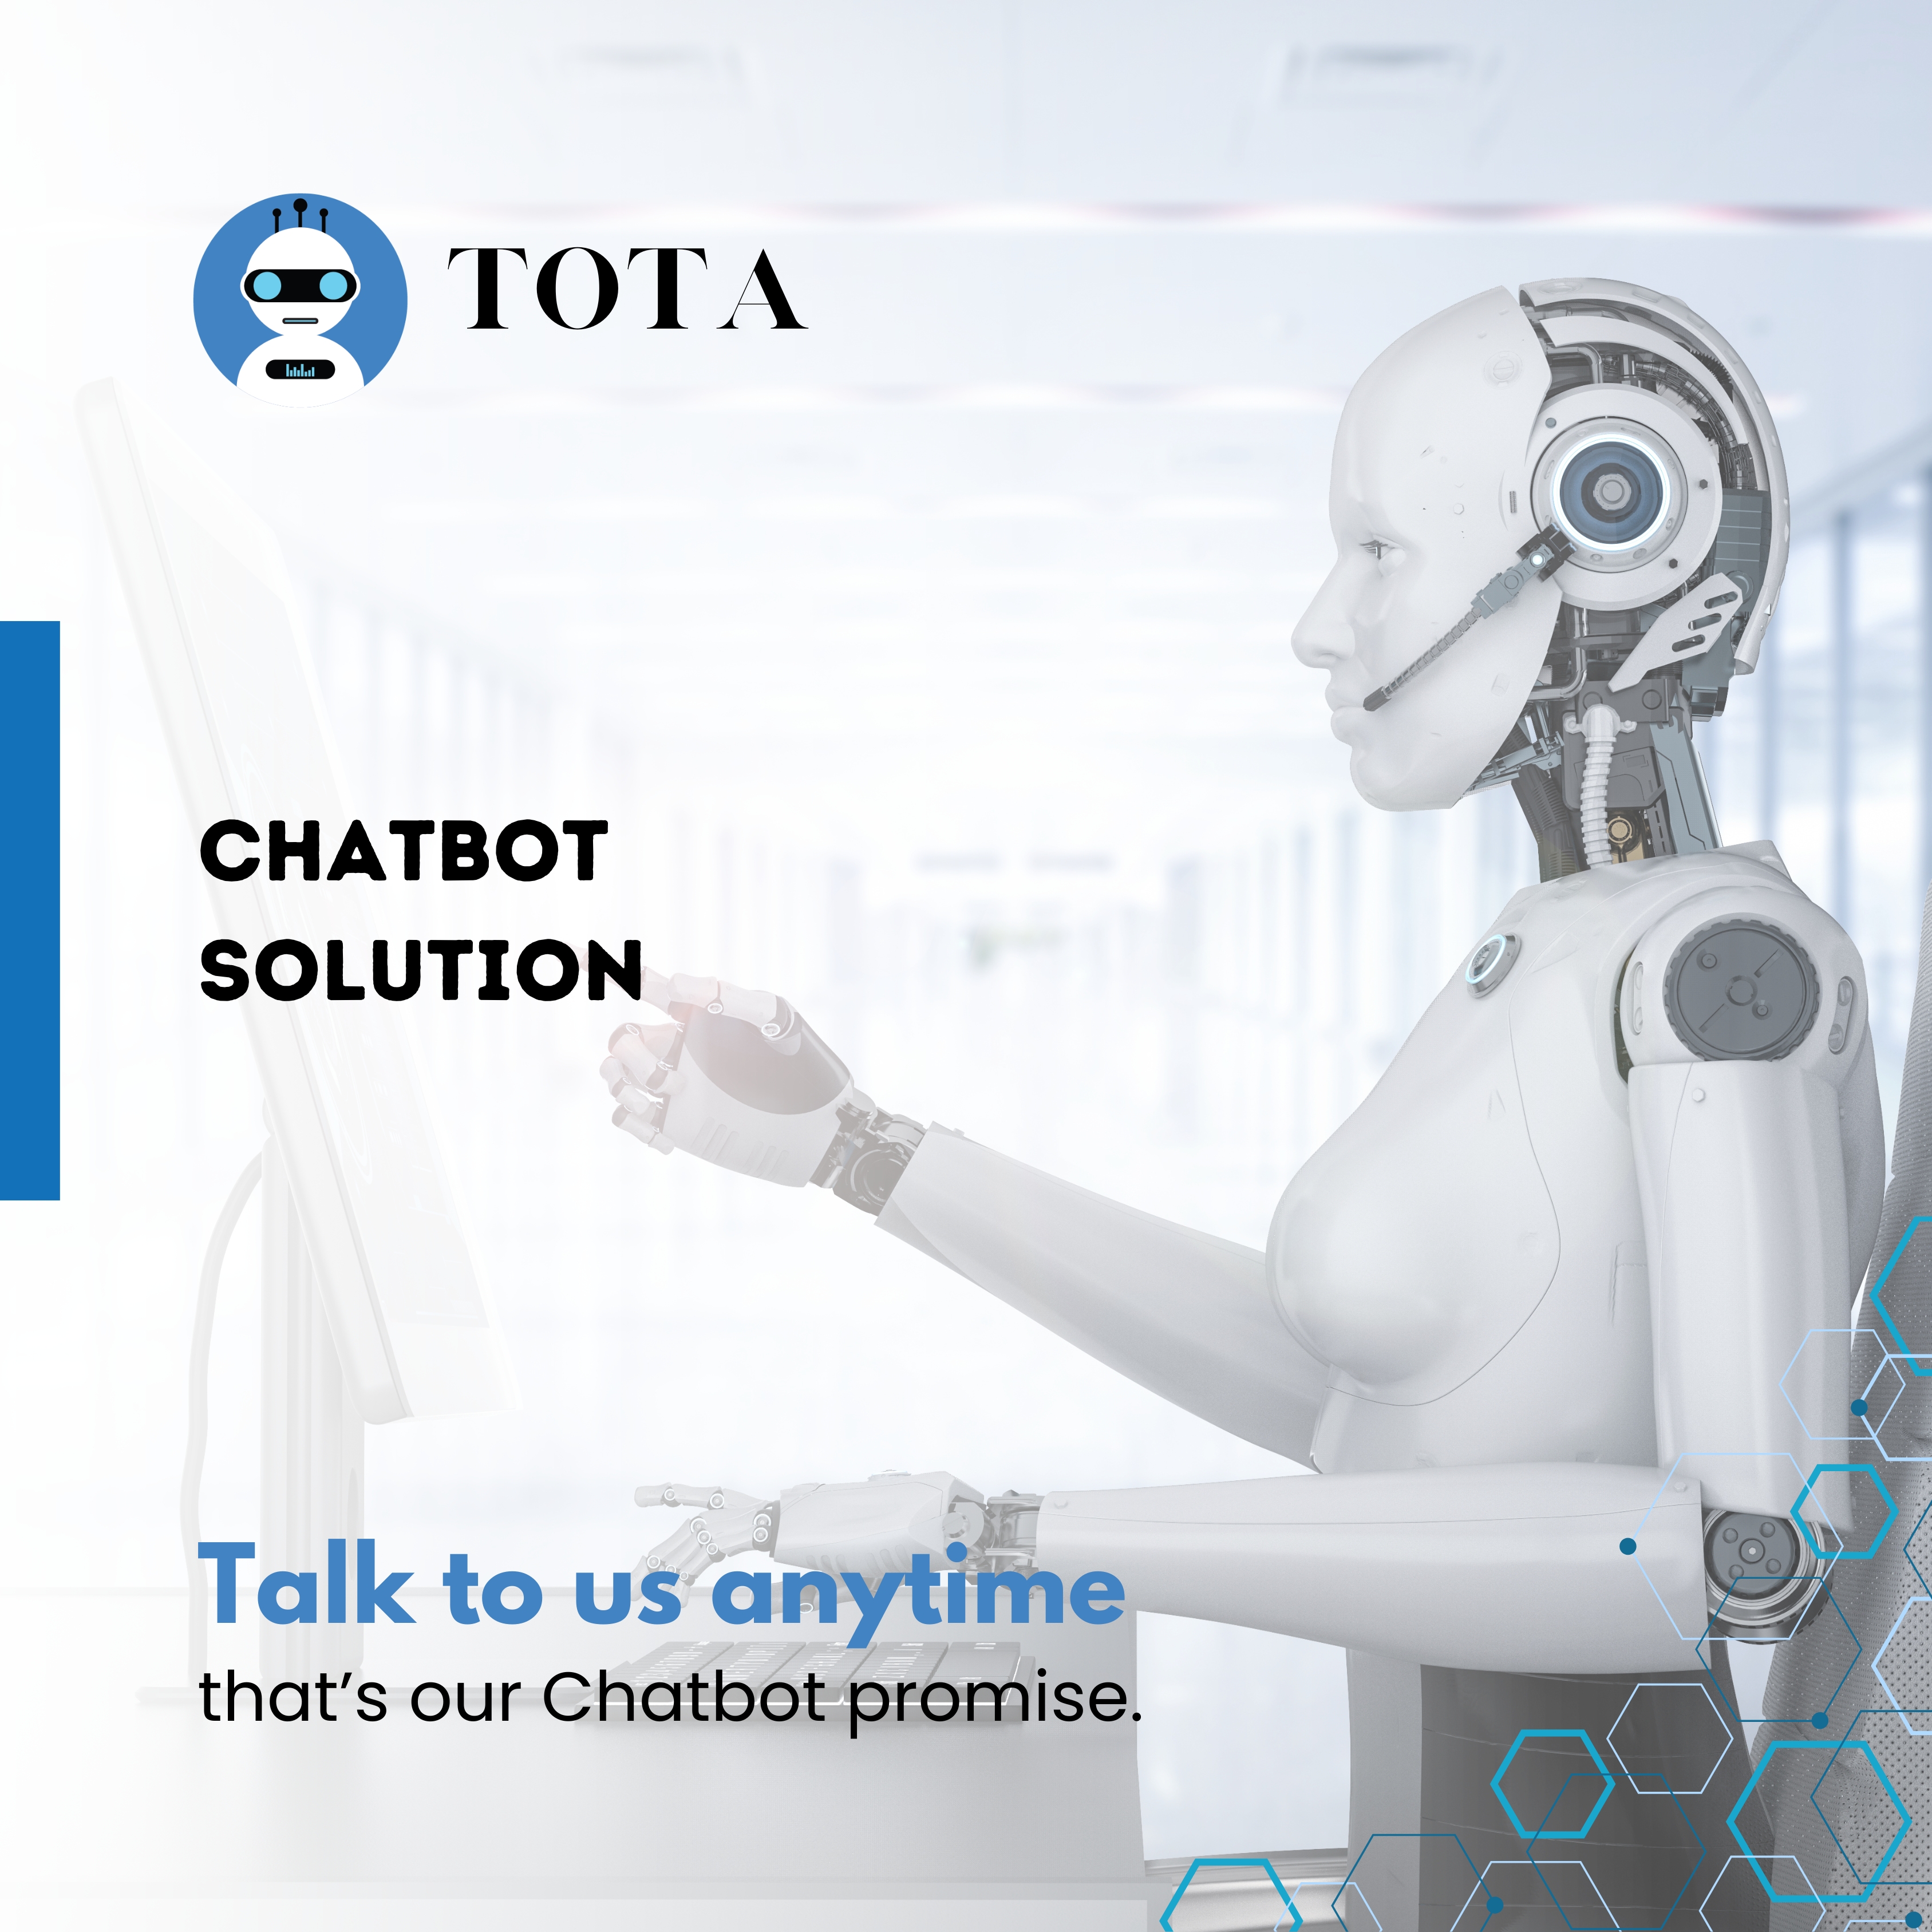 TOTA
CHATBOT
SOLUTION
Talk to us anytime
that’s our Chatbot promise.